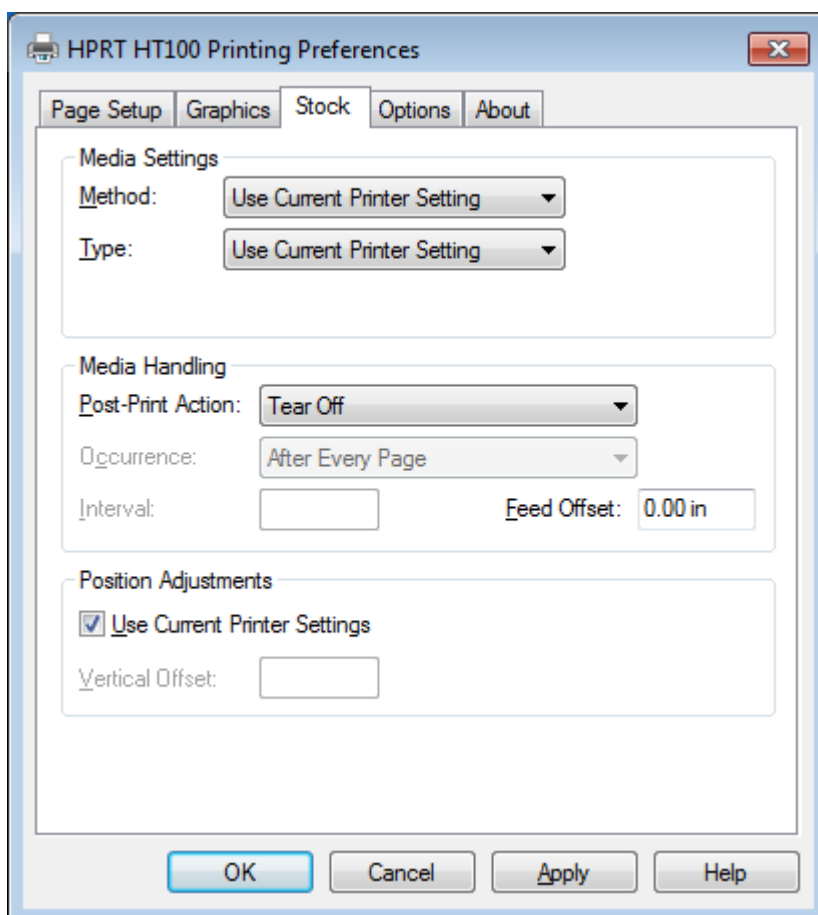 HPRT HT100 Printing Preferences
Page Setup Graphics Stock Options About
Media Settings
Method: Use Current Printer Setting
Type: Use Current Printer Setting
Media Handling
Post-Print Action: Tear Off
Occurrence: After Every Page
Interval: Feed Offset: 0.00 in
Position Adjustments
Use Current Printer Settings
Vertical Offset:
OK Cancel Apply Help